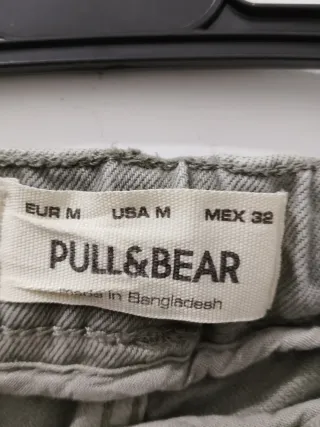 EUR M USA M MEX 32
PULL&BEAR
made in Bangladesh